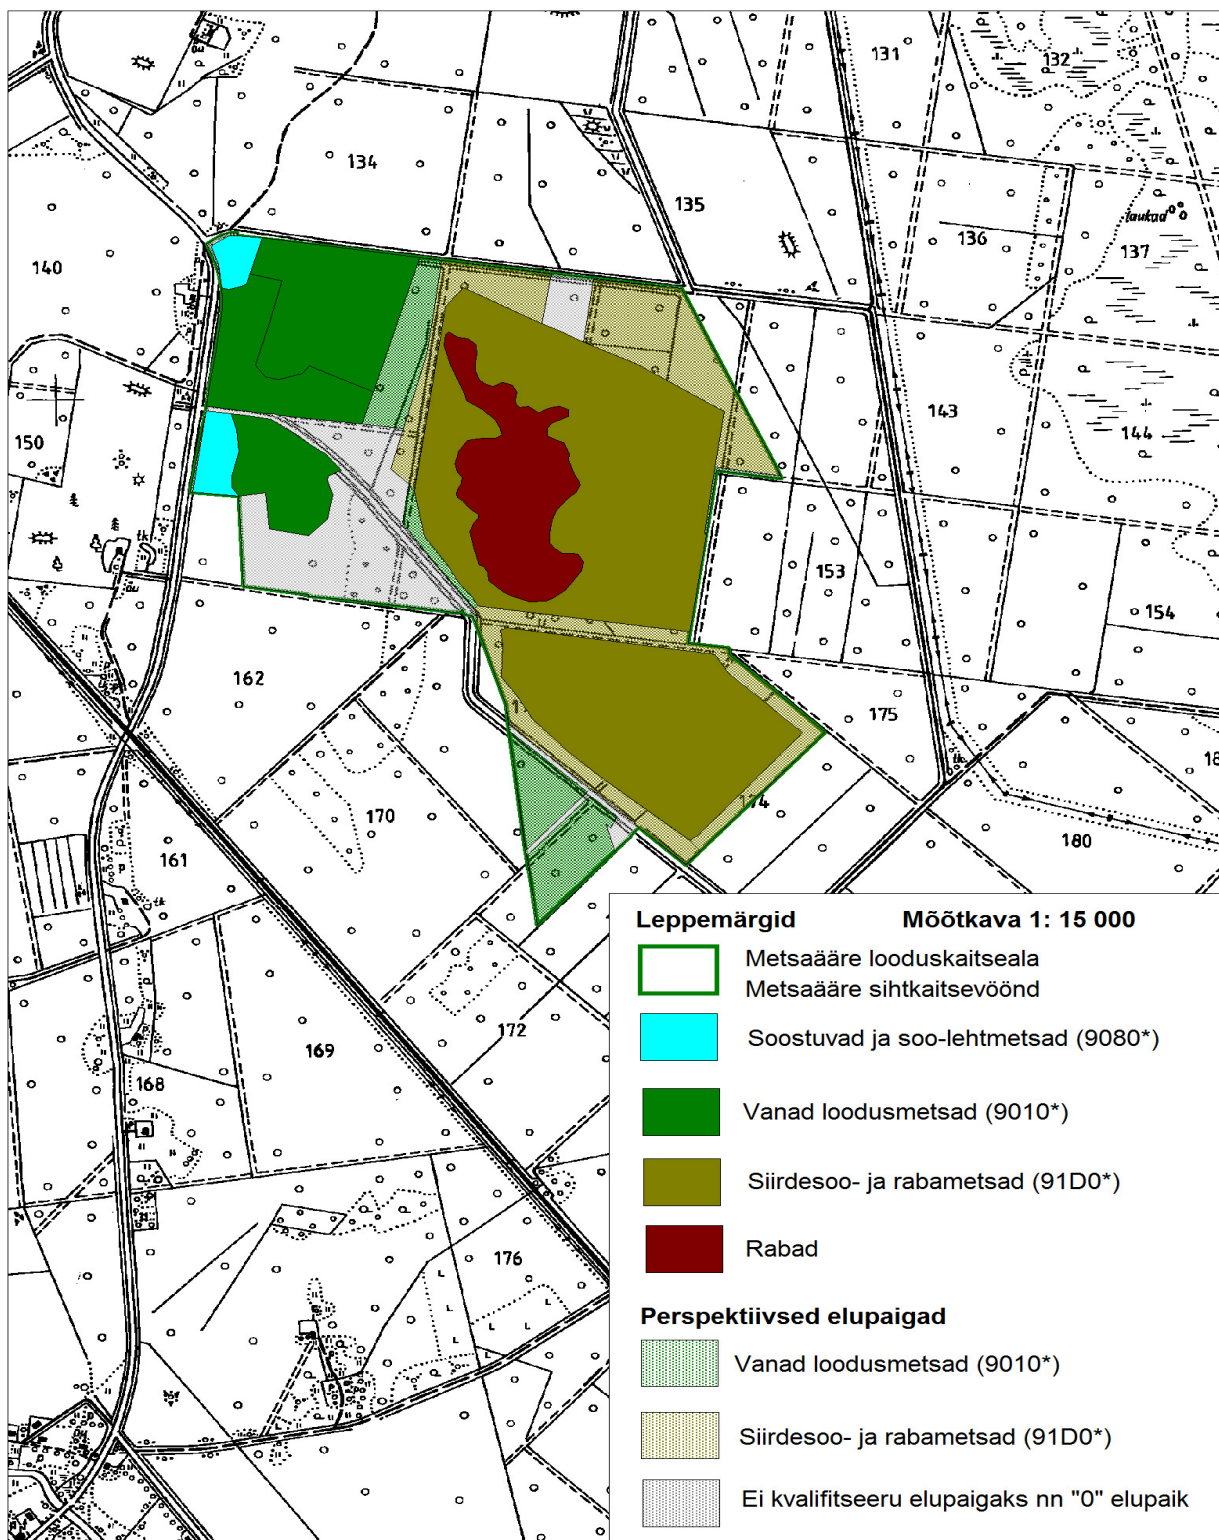 131
132
134
135
laukad
136
137
140
143
144
150
153
154
162
175
170
174
180
161
172
169
168
176
Leppemärgid Mõõtkava 1: 15 000
Metsaääre looduskaitseala
Metsaääre sihtkaitsevöönd
Soostuvad ja soo-lehtmetsad (9080*)
Vanad loodusmetsad (9010*)
Siirdesoo- ja rabametsad (91D0*)
Rabad
Perspektiivsed elupaigad
Vanad loodusmetsad (9010*)
Siirdesoo- ja rabametsad (91D0*)
Ei kvalifitseeru elupaigaks nn "0" elupaik